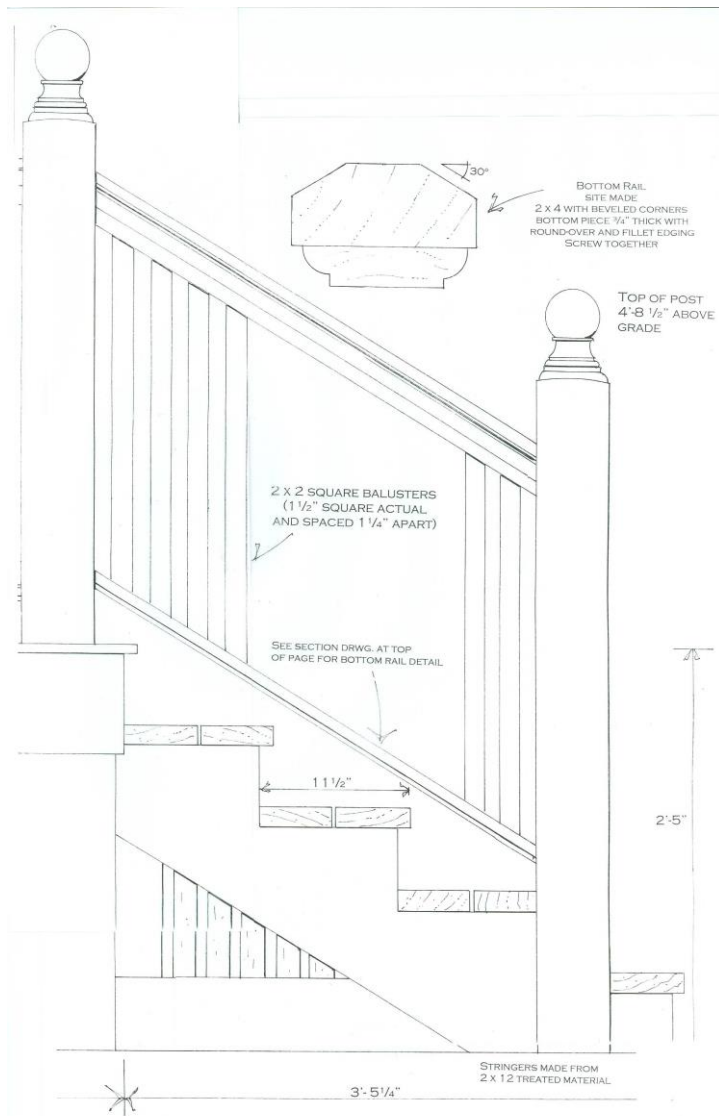 30°
BOTTOM RAIL
SITE MADE
2 X 4 WITH BEVELED CORNERS
BOTTOM PIECE ¾" THICK WITH
ROUND-OVER AND FILLET EDGING
SCREW TOGETHER
TOP OF POST
4'-8 ½" ABOVE
GRADE
2 X 2 SQUARE BALUSTERS
(1 ½" SQUARE ACTUAL
AND SPACED 1 ¼" APART)
SEE SECTION DRWG. AT TOP
OF PAGE FOR BOTTOM RAIL DETAIL
11 ½"
2'-5"
STRINGERS MADE FROM
2 X 12 TREATED MATERIAL
3'- 5¼"